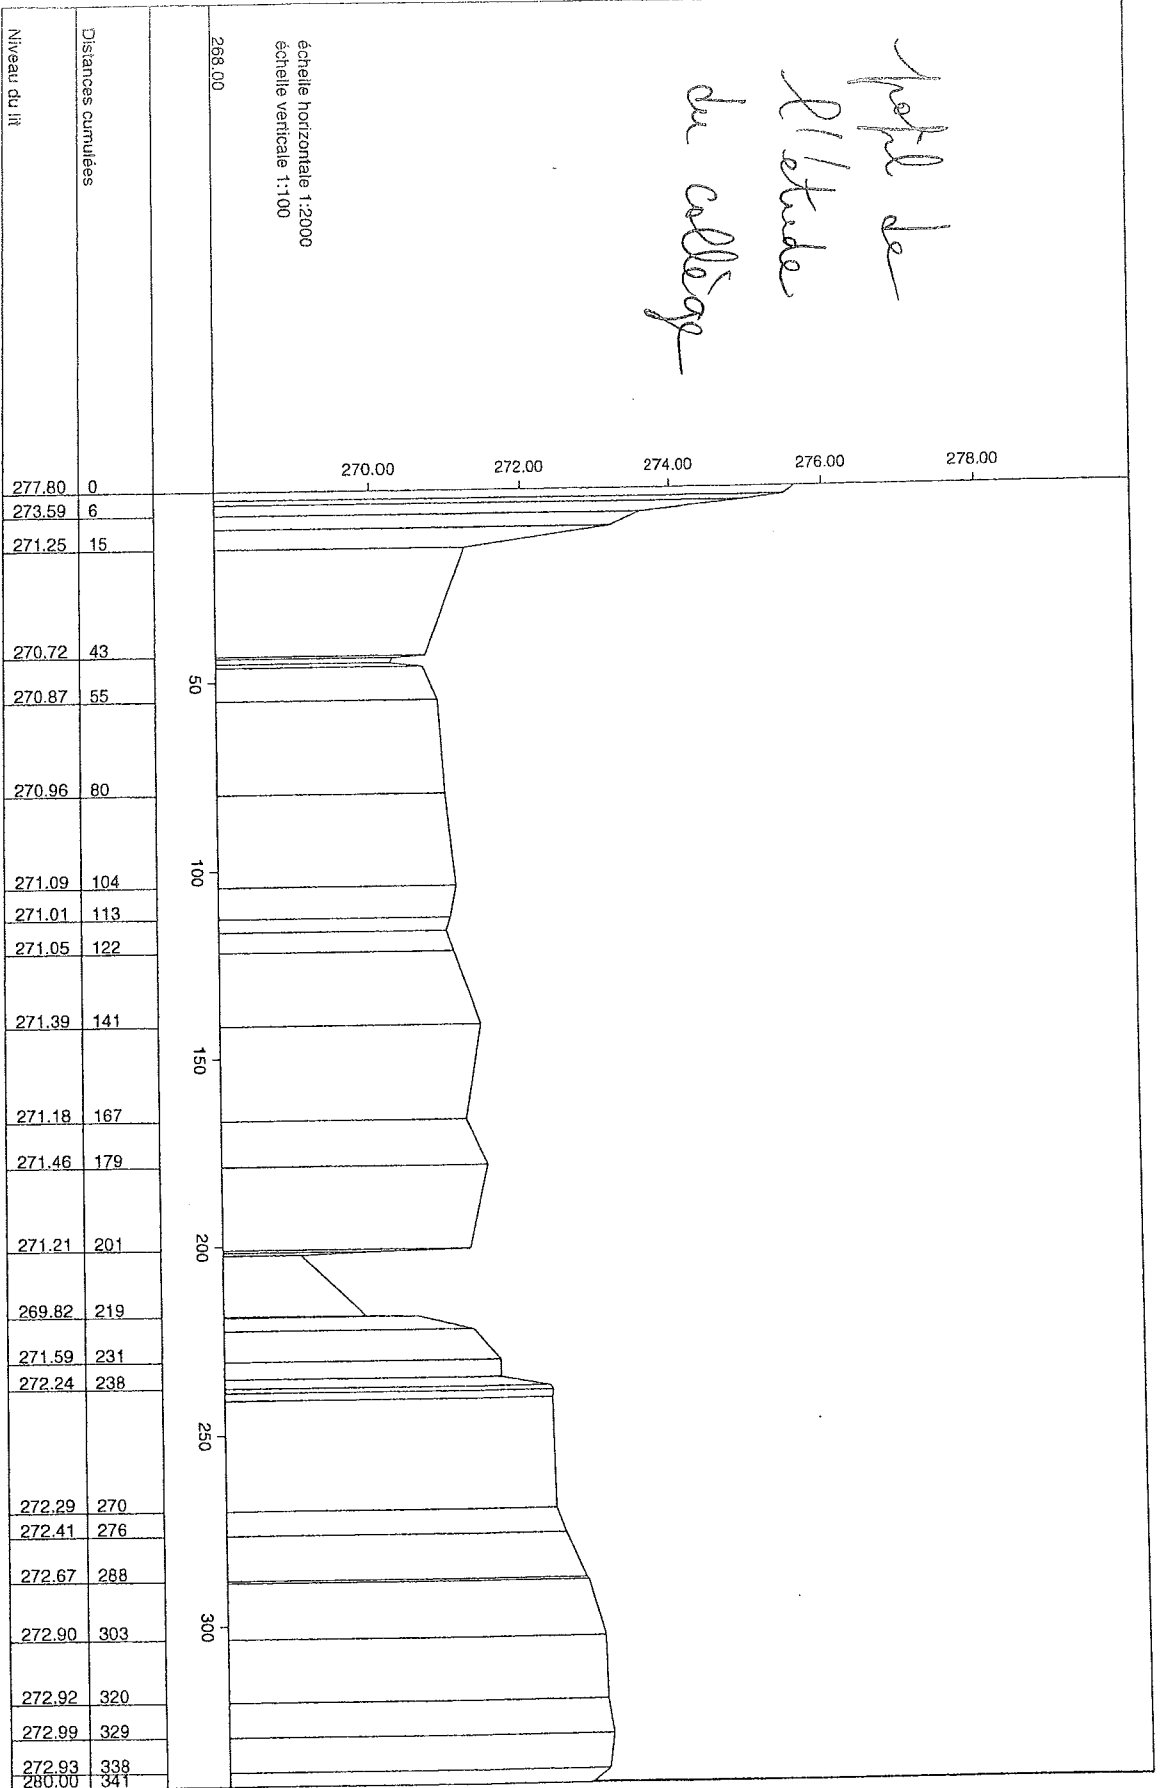 profil de
l'étude
du collège
échelle horizontale 1:2000
échelle verticale 1:100
268.00
270.00 272.00 274.00 276.00 278.00
50 100 150 200 250 300
Distances cumulées
0 6 15 43 55 80 104 113 122 141 167 179 201 219 231 238 270 276 288 303 320 329 338 341
Niveau du lit
277.80 273.59 271.25 270.72 270.87 270.96 271.09 271.01 271.05 271.39 271.18 271.46 271.21 269.82 271.59 272.24 272.29 272.41 272.67 272.90 272.92 272.99 272.93 280.00